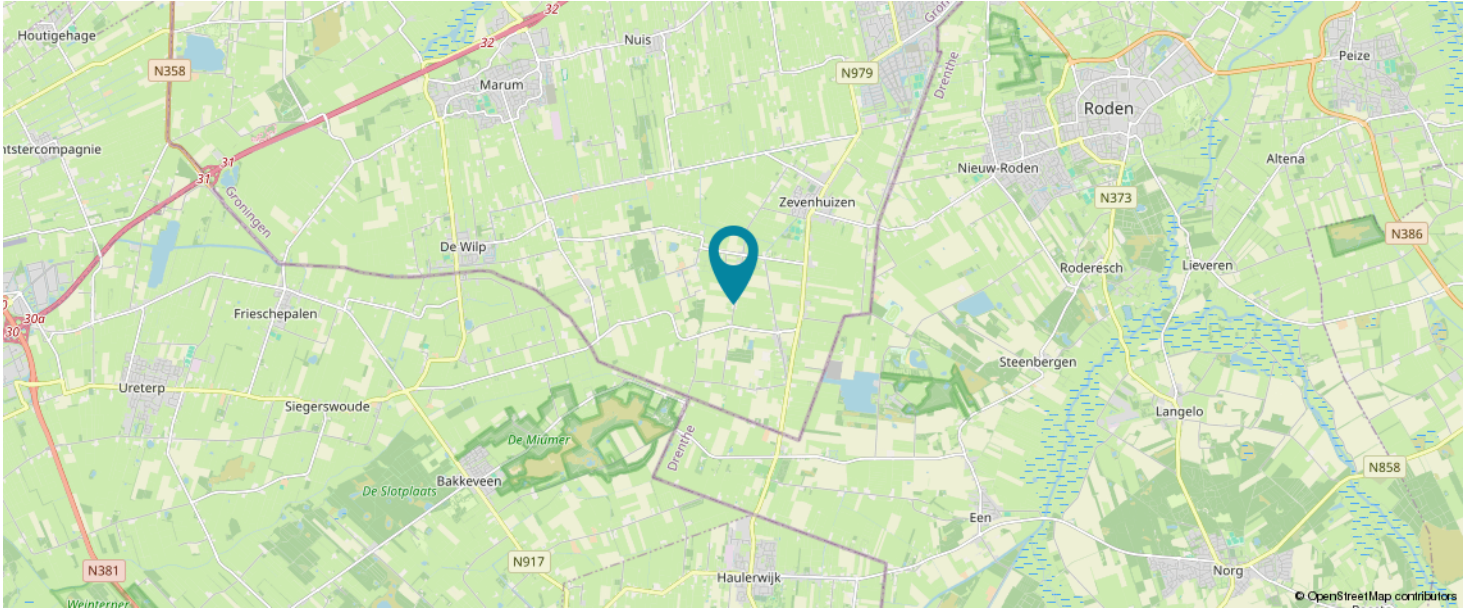 32
Houtigehage
Nuis
32
Peize
N358
N979
Drenthe
Marum
Roden
ntstercompagnie
31
31
Altena
Nieuw-Roden
Groningen
N373
Zevenhuizen
N386
De Wilp
Roderesch
Lieveren
Frieschepalen
30a
30
Steenbergen
Ureterp
Siegerswoude
Langelo
De Miumer
Drenthe
N858
Bakkeveen
De Slotplaats
Een
N917
N381
Haulerwijk
Norg
© OpenStreetMap contributors